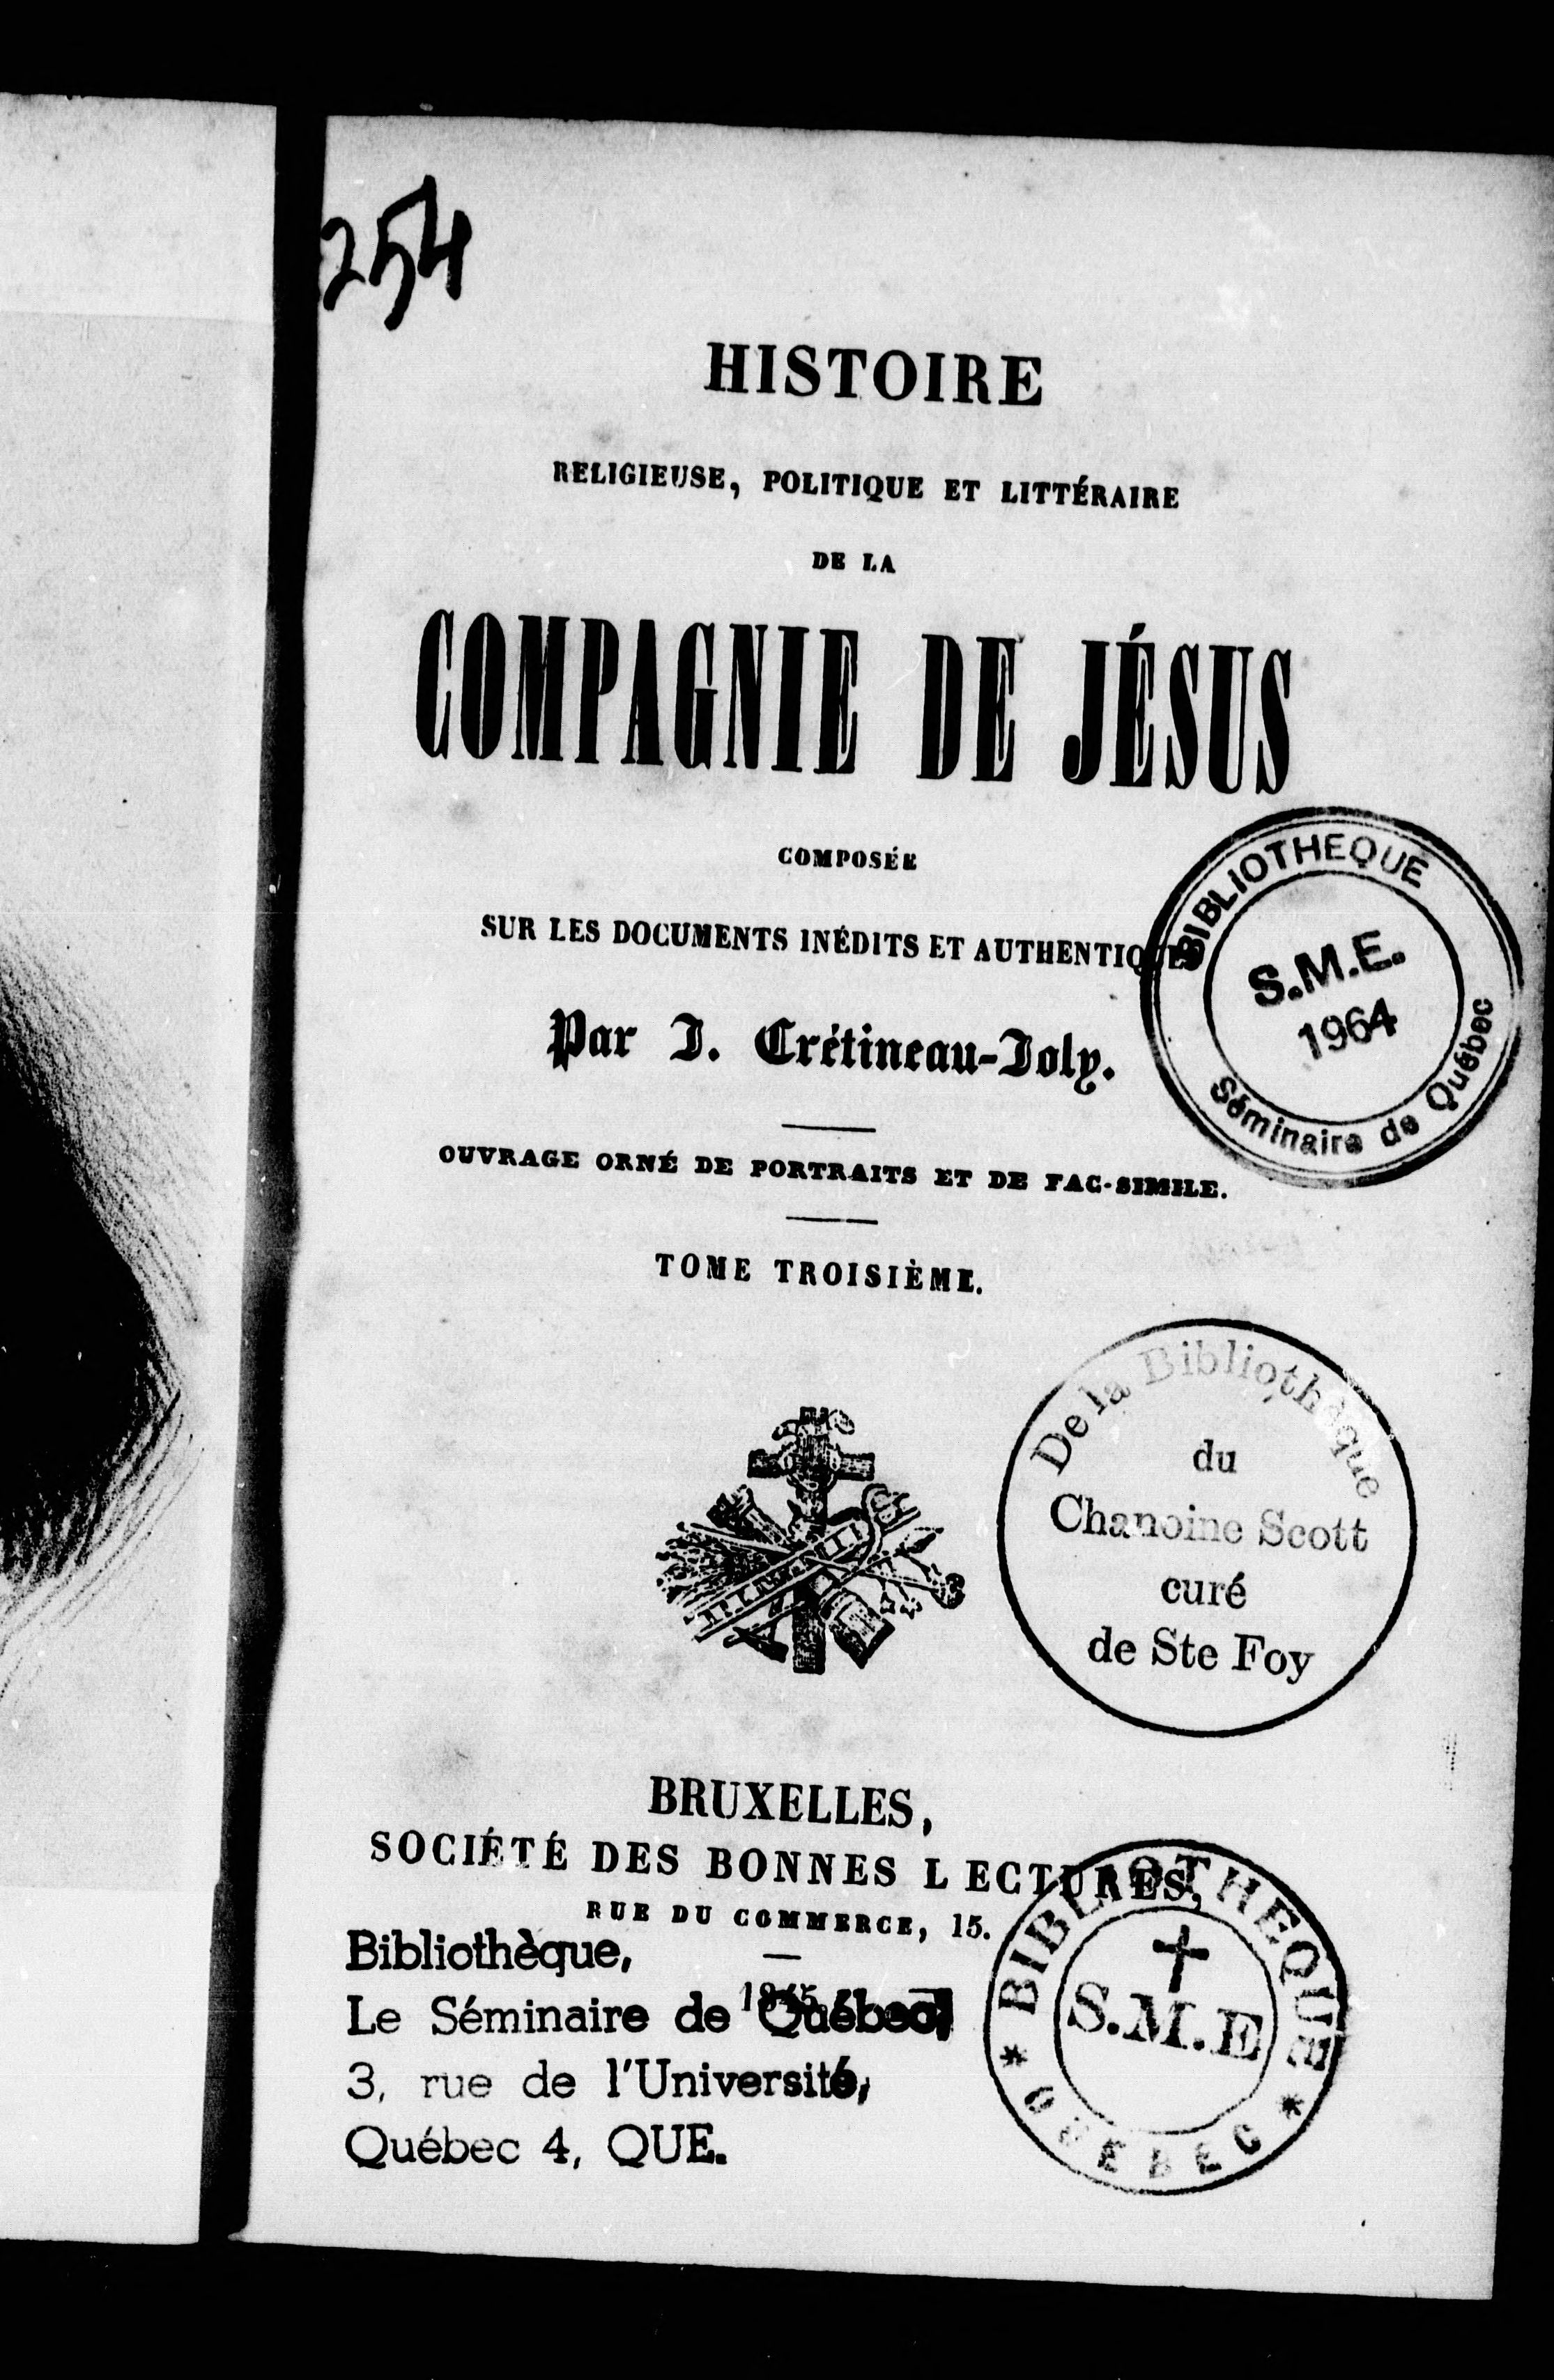 254
HISTOIRE
RELIGIEUSE, POLITIQUE ET LITTÉRAIRE
DE LA
COMPAGNIE DE JÉSUS
COMPOSÉE
SUR LES DOCUMENTS INÉDITS ET AUTHENTIQUES
Par J. Crétineau-Joly.
OUVRAGE ORNÉ DE PORTRAITS ET DE FAC-SIMILE.
TOME TROISIÈME.
BIBLIOTHEQUE
S.M.E.
1964
Séminaire de Québec
De la Bibliothèque
du
Chanoine Scott
curé
de Ste Foy
BRUXELLES,
SOCIÉTÉ DES BONNES LECTURES,
RUE DU COMMERCE, 15.
1845
Bibliothèque,
Le Séminaire de Québec,
3, rue de l'Université,
Québec 4, QUE.
BIBLIOTHEQUE
S.M.E
* QUEBEC *